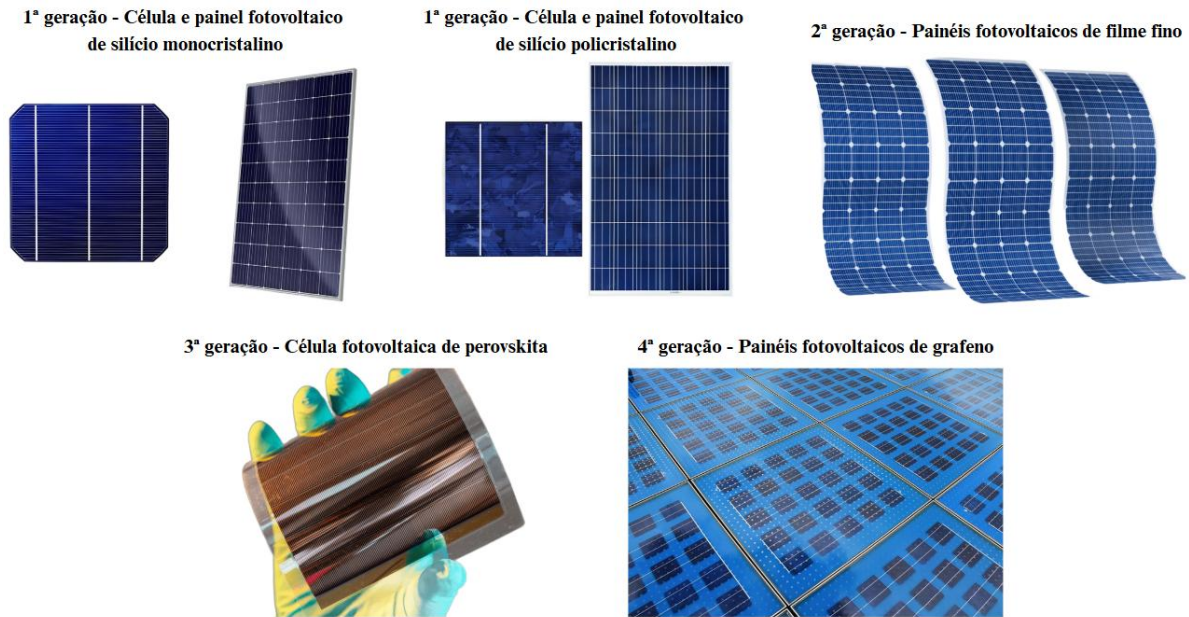 1ª geração - Célula e painel fotovoltaico
de silício monocristalino
1ª geração - Célula e painel fotovoltaico
de silício policristalino
2ª geração - Painéis fotovoltaicos de filme fino
3ª geração - Célula fotovoltaica de perovskita
4ª geração - Painéis fotovoltaicos de grafeno